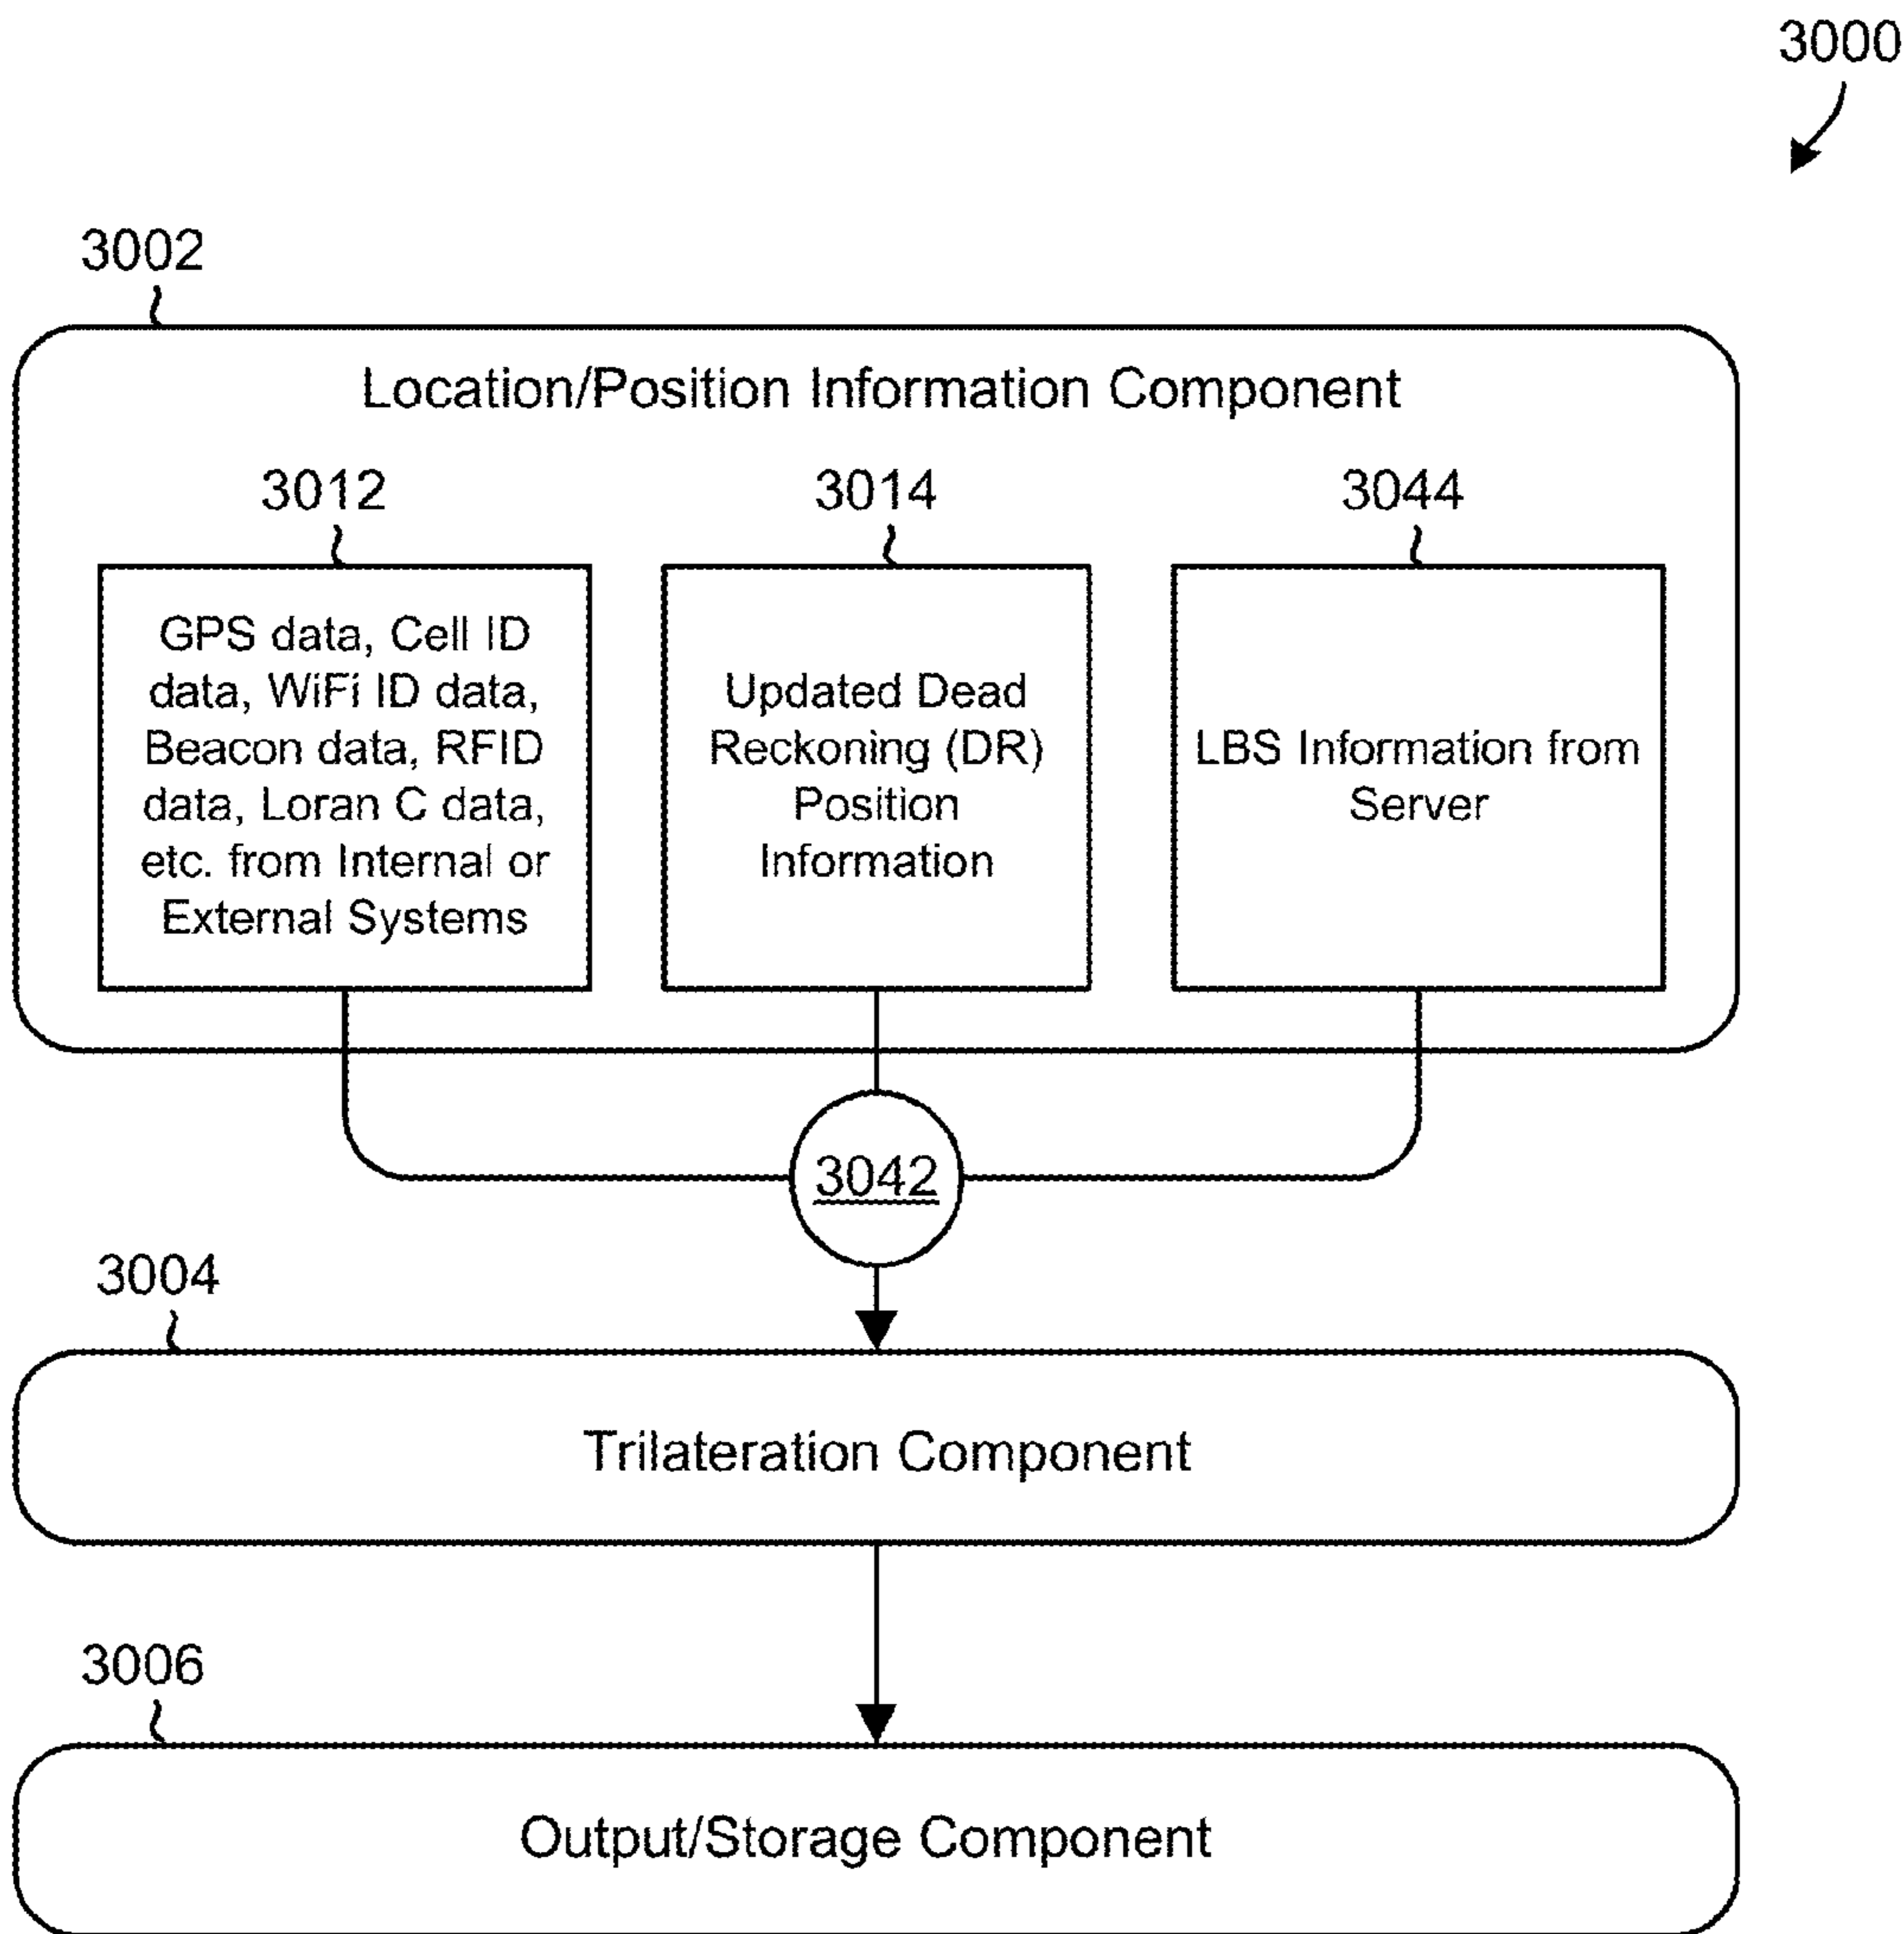 3000
3002
Location/Position Information Component
3012
3014
3044
GPS data, Cell ID
data, WiFi ID data,
Beacon data, RFID
data, Loran C data,
etc. from Internal or
External Systems
Updated Dead
Reckoning (DR)
Position
Information
LBS Information from
Server
3042
3004
Trilateration Component
3006
Output/Storage Component